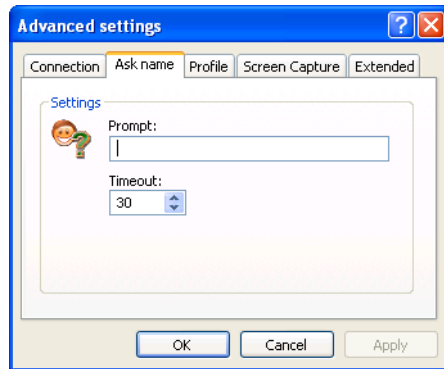 Advanced settings
Connection Ask name Profile Screen Capture Extended
Settings
Prompt:
Timeout:
30
OK Cancel Apply